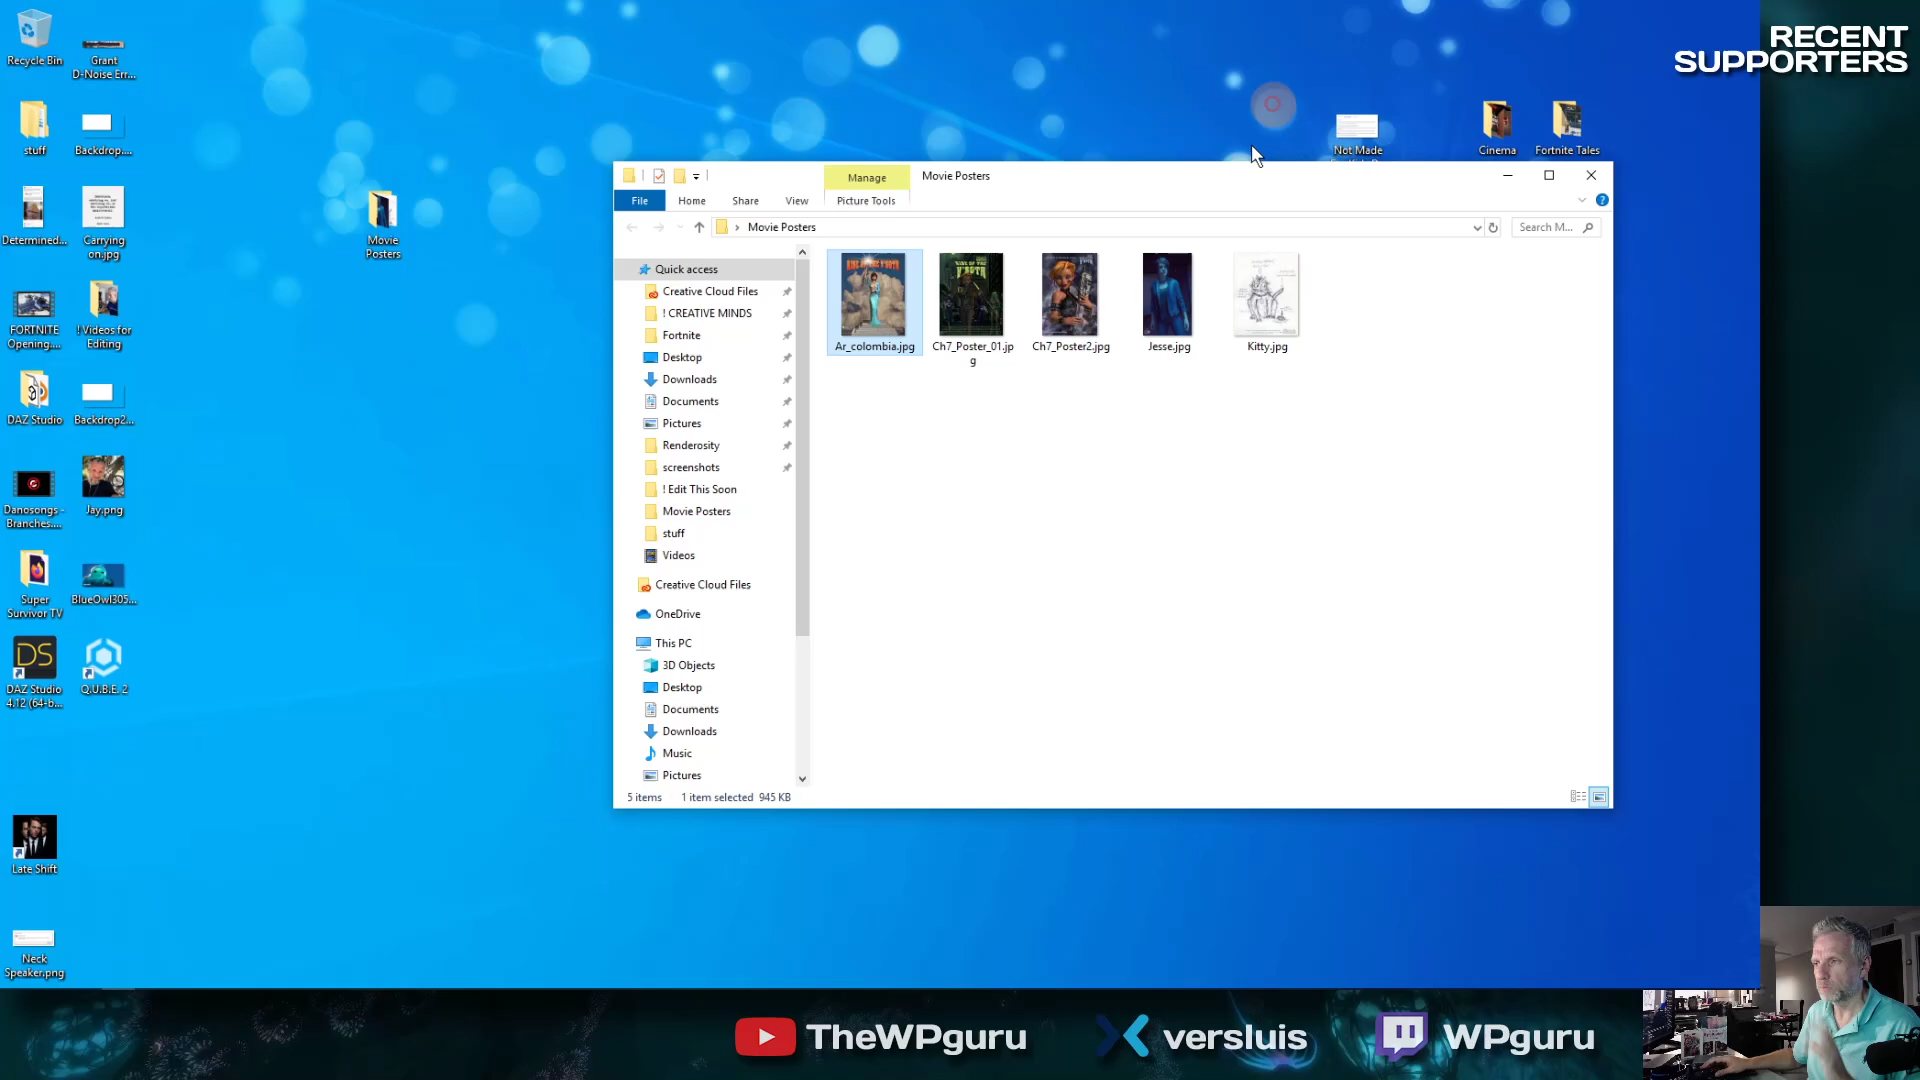 RECENT
SUPPORTERS
Recycle Bin
Grant
D-Noise Err...
stuff
Backdrop....
Determined...
Carrying
on.jpg
FORTNITE
Opening....
! Videos for
Editing
DAZ Studio
Backdrop2...
Danosongs -
Branches....
Jay.png
Super
Survivor TV
BlueOwl305...
DS
DAZ Studio
4.12 (64-b...
Q.U.B.E. 2
Late Shift
Neck
Speaker.png
Movie
Posters
Not Made
Cinema
Fortnite Tales
Manage
Movie Posters
File
Home
Share
View
Picture Tools
Movie Posters
Search M...
Quick access
Creative Cloud Files
! CREATIVE MINDS
Fortnite
Desktop
Downloads
Documents
Pictures
Renderosity
screenshots
! Edit This Soon
Movie Posters
stuff
Videos
Creative Cloud Files
OneDrive
This PC
3D Objects
Desktop
Documents
Downloads
Music
Pictures
Ar_colombia.jpg
Ch7_Poster_01.jp
g
Ch7_Poster2.jpg
Jesse.jpg
Kitty.jpg
5 items
1 item selected 945 KB
TheWPguru
versluis
WPguru